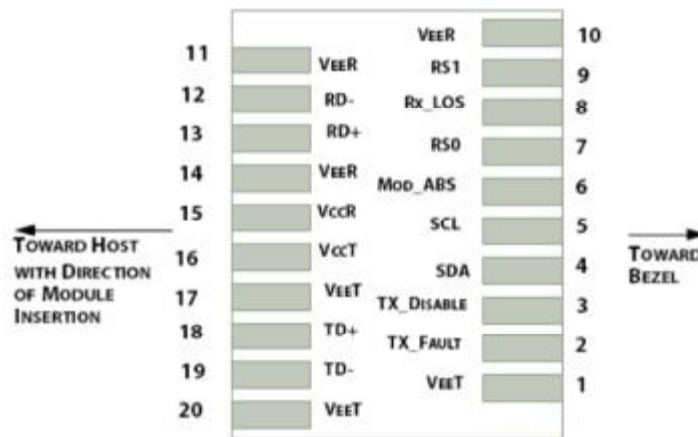 VEER 10
11 VEER RS1 9
12 RD- Rx_LOS 8
13 RD+ RS0 7
14 VEER MOD_ABS 6
15 VCCR SCL 5
16 VCCT SDA 4
17 VEET TX_DISABLE 3
18 TD+ TX_FAULT 2
19 TD- VEET 1
20 VEET
TOWARD HOST
WITH DIRECTION
OF MODULE
INSERTION
TOWARD
BEZEL